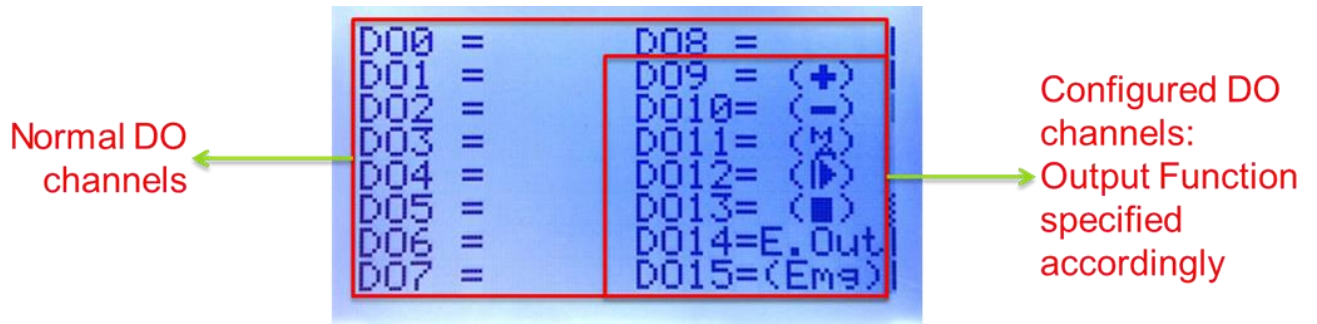 Normal DO
channels
DO0 = DO8 =
DO1 = DO9 = (+)
DO2 = DO10= (-)
DO3 = DO11= (M)
DO4 = DO12= (|▶)
DO5 = DO13= (■)
DO6 = DO14=E.Out
DO7 = DO15=(Emg)
Configured DO
channels:
Output Function
specified
accordingly